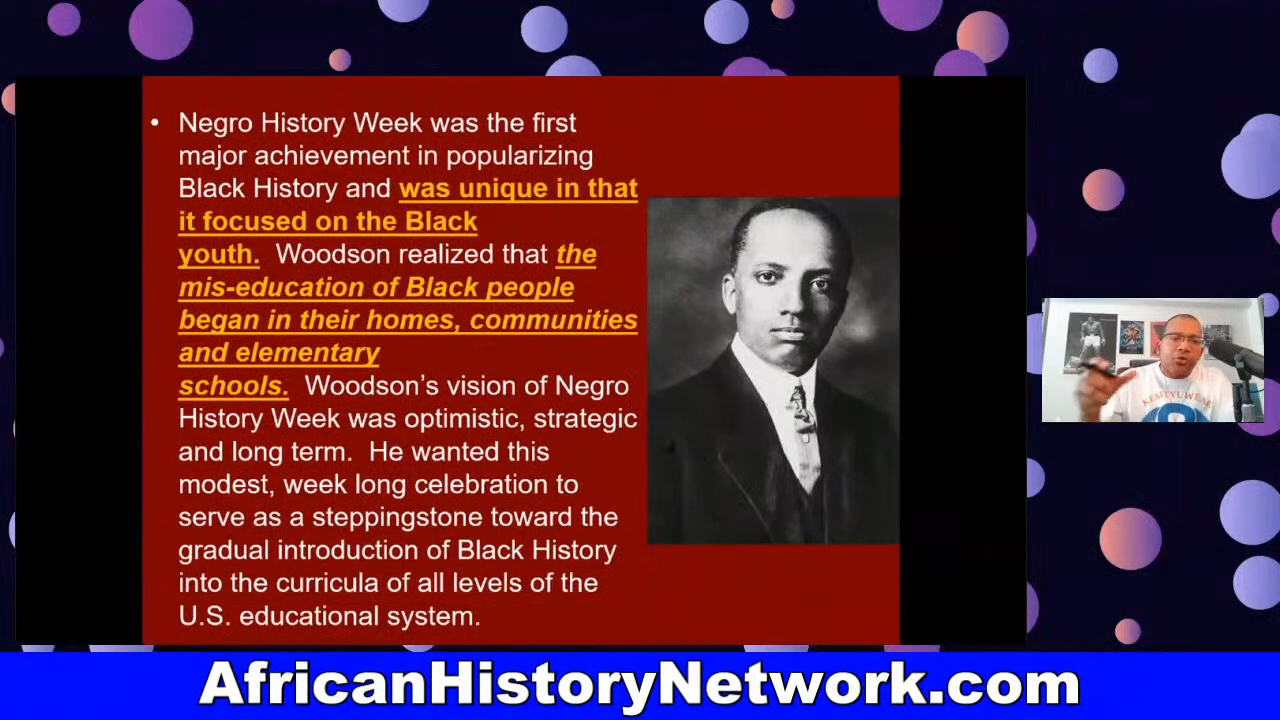 • Negro History Week was the first
major achievement in popularizing
Black History and was unique in that
it focused on the Black
youth. Woodson realized that the
mis-education of Black people
began in their homes, communities
and elementary
schools. Woodson’s vision of Negro
History Week was optimistic, strategic
and long term. He wanted this
modest, week long celebration to
serve as a steppingstone toward the
gradual introduction of Black History
into the curricula of all levels of the
U.S. educational system.
AfricanHistoryNetwork.com